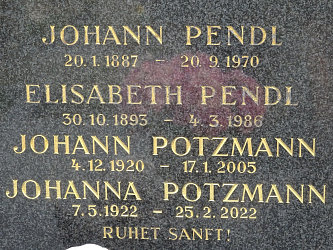 JOHANN PENDL
20.1.1887 – 20.9.1970
ELISABETH PENDL
30.10.1893 – 4.3.1986
JOHANN POTZMANN
4.12.1920 – 17.1.2005
JOHANNA POTZMANN
7.5.1922 – 25.2.2022
RUHET SANFT!